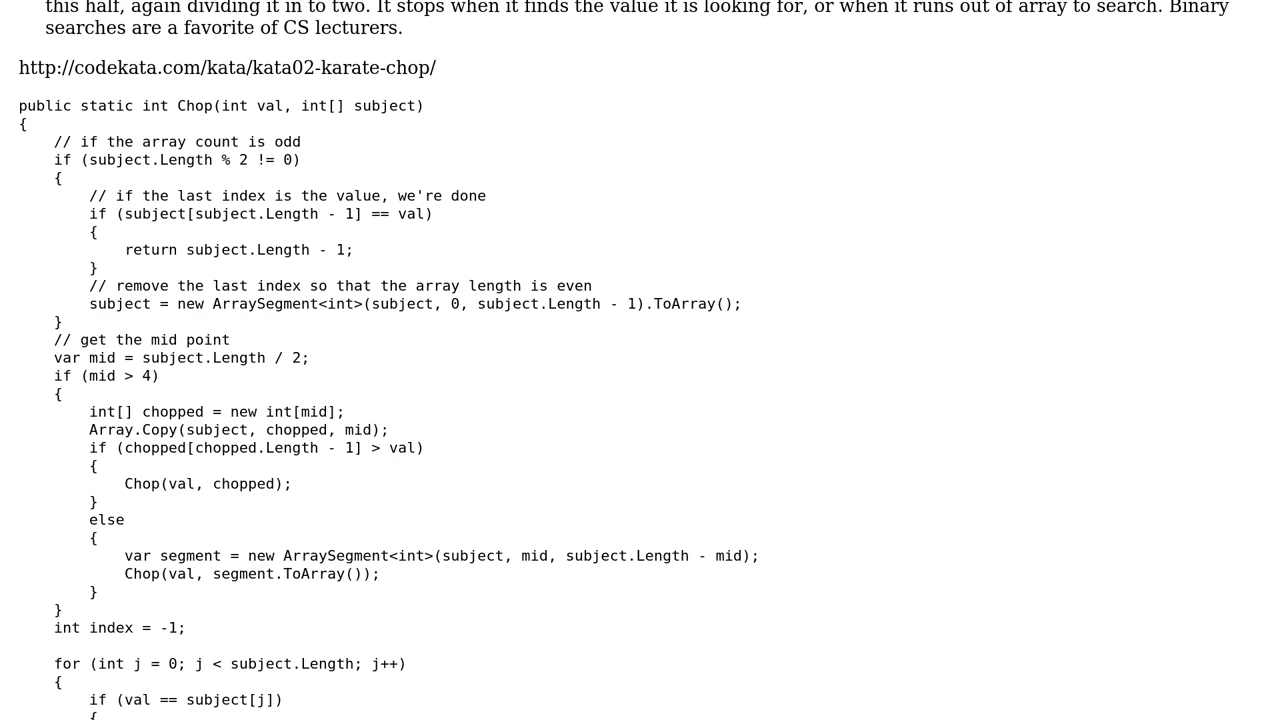 this half, again dividing it in to two. It stops when it finds the value it is looking for, or when it runs out of array to search. Binary
searches are a favorite of CS lecturers.
http://codekata.com/kata/kata02-karate-chop/
public static int Chop(int val, int[] subject)
{
    // if the array count is odd
    if (subject.Length % 2 != 0)
    {
        // if the last index is the value, we're done
        if (subject[subject.Length - 1] == val)
        {
            return subject.Length - 1;
        }
        // remove the last index so that the array length is even
        subject = new ArraySegment<int>(subject, 0, subject.Length - 1).ToArray();
    }
    // get the mid point
    var mid = subject.Length / 2;
    if (mid > 4)
    {
        int[] chopped = new int[mid];
        Array.Copy(subject, chopped, mid);
        if (chopped[chopped.Length - 1] > val)
        {
            Chop(val, chopped);
        }
        else
        {
            var segment = new ArraySegment<int>(subject, mid, subject.Length - mid);
            Chop(val, segment.ToArray());
        }
    }
    int index = -1;

    for (int j = 0; j < subject.Length; j++)
    {
        if (val == subject[j])
        {